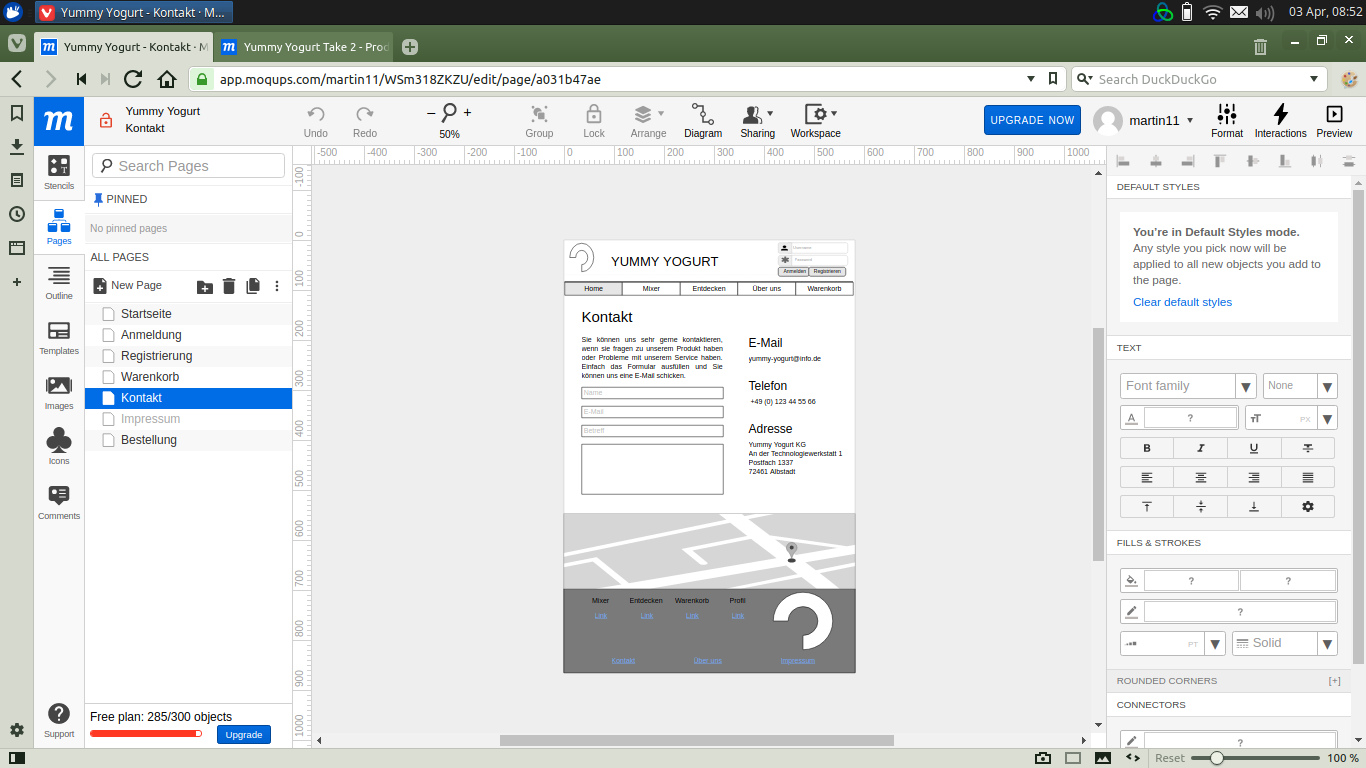 Yummy Yogurt - Kontakt · M...
03 Apr, 08:52
Yummy Yogurt - Kontakt · M
Yummy Yogurt Take 2 - Prod
app.moqups.com/martin11/WSm318ZKZU/edit/page/a031b47ae
Search DuckDuckGo
m
Yummy Yogurt
Kontakt
Undo
Redo
50%
Group
Lock
Arrange
Diagram
Sharing
Workspace
UPGRADE NOW
martin11
Format
Interactions
Preview
Stencils
Pages
Outline
Templates
Images
Icons
Comments
Support
Search Pages
PINNED
No pinned pages
ALL PAGES
New Page
Startseite
Anmeldung
Registrierung
Warenkorb
Kontakt
Impressum
Bestellung
Free plan: 285/300 objects
Upgrade
-500 -400 -300 -200 -100 0 100 200 300 400 500 600 700 800 900 1000
-100
0
100
200
300
400
500
600
700
800
900
1000
YUMMY YOGURT
Username
Password
Anmelden Registrieren
Home Mixer Entdecken Über uns Warenkorb
Kontakt
Sie können uns sehr gerne kontaktieren,
wenn sie fragen zu unserem Produkt haben
oder Probleme mit unserem Service haben.
Einfach das Formular ausfüllen und Sie
können uns eine E-Mail schicken.
Name
E-Mail
Betreff
E-Mail
yummy-yogurt@info.de
Telefon
+49 (0) 123 44 55 66
Adresse
Yummy Yogurt KG
An der Technologiewerkstatt 1
Postfach 1337
72461 Albstadt
Mixer Entdecken Warenkorb Profil
Link Link Link Link
Kontakt Über uns Impressum
DEFAULT STYLES
You're in Default Styles mode.
Any style you pick now will be
applied to all new objects you add to
the page.
Clear default styles
TEXT
Font family
None
A ?
TT PX
B I U T
FILLS & STROKES
? ?
?
PT
Solid
ROUNDED CORNERS [+]
CONNECTORS
?
Reset
100 %